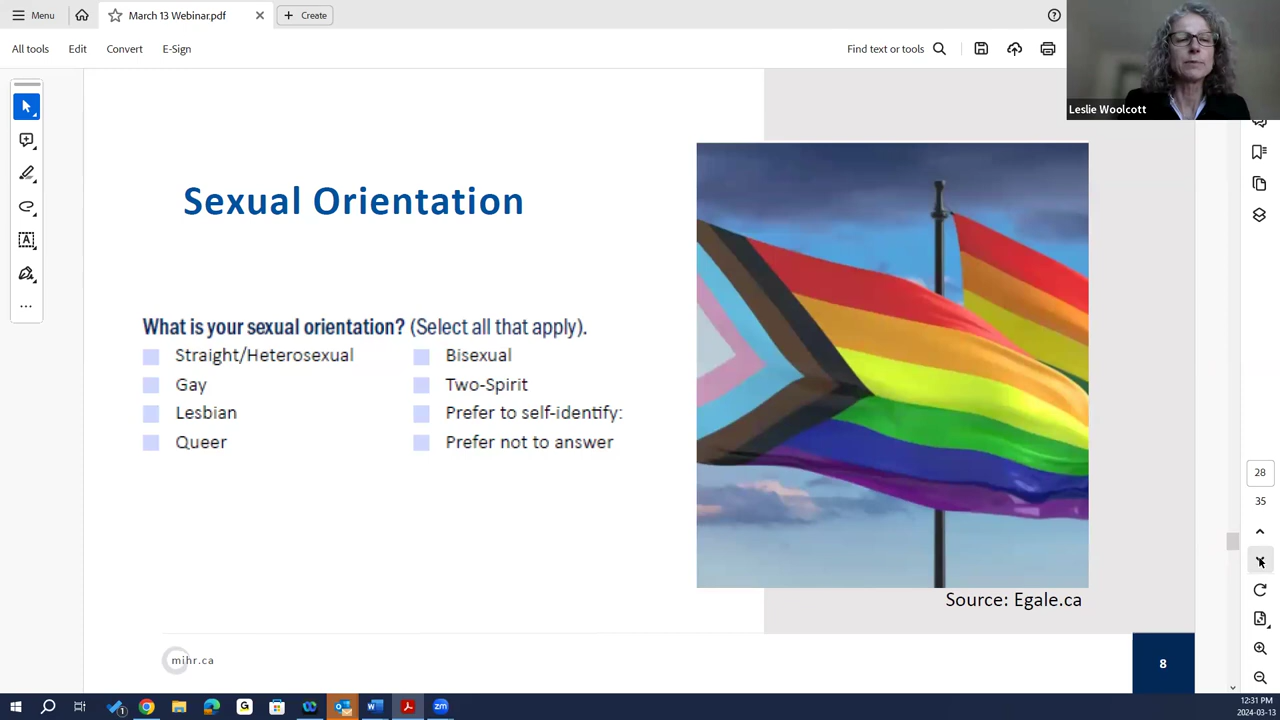 Menu
March 13 Webinar.pdf
Create
All tools
Edit
Convert
E-Sign
Find text or tools
Leslie Woolcott
Sexual Orientation
What is your sexual orientation? (Select all that apply).
Straight/Heterosexual
Bisexual
Gay
Two-Spirit
Lesbian
Prefer to self-identify:
Queer
Prefer not to answer
28
35
Source: Egale.ca
mihr.ca
8
12:31 PM
2024-03-13